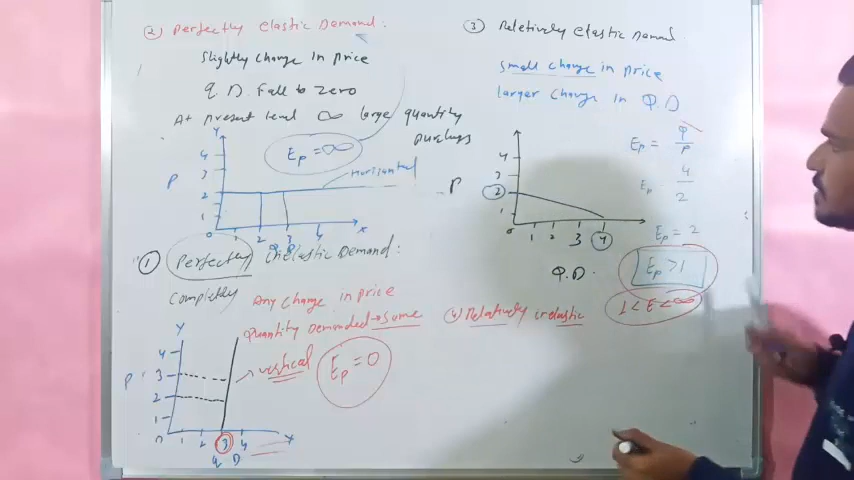 ② Perfectly elastic Demand:
Slightly change in price
Q. D. Fall to zero
At present level ∞ large quantity
Ep = ∞
Horizontal
Y
4
3
P 2
1
0 1 2 3 4 X
① Perfectly inelastic Demand:
Completely
Any change in price
Quantity Demanded → same
vertical
Ep = 0
Y
4
P 3
2
1
0 1 2 3 4 X
Q D
③ Relatively elastic Demand
small change in price
larger change in Q.D
4
3
P 2
1
0 1 2 3 4
Q.D.
Ep = Q/P
Ep = 4/2
Ep = 2
Ep > 1
1 < E < ∞
④ Relatively inelastic